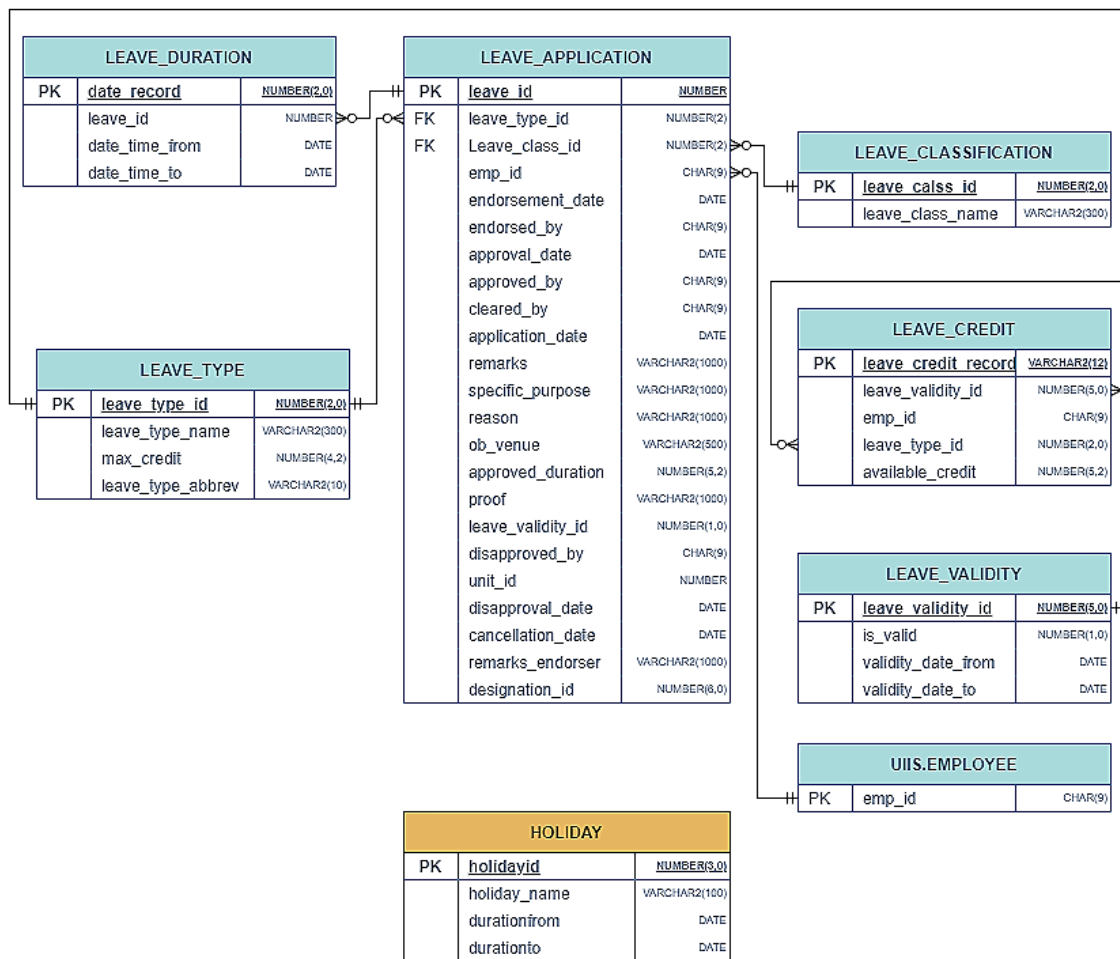 LEAVE_DURATION
PK date_record NUMBER(2,0)
leave_id NUMBER
date_time_from DATE
date_time_to DATE
LEAVE_APPLICATION
PK leave_id NUMBER
FK leave_type_id NUMBER(2)
FK Leave_class_id NUMBER(2)
emp_id CHAR(9)
endorsement_date DATE
endorsed_by CHAR(9)
approval_date DATE
approved_by CHAR(9)
cleared_by CHAR(9)
application_date DATE
remarks VARCHAR2(1000)
specific_purpose VARCHAR2(1000)
reason VARCHAR2(1000)
ob_venue VARCHAR2(500)
approved_duration NUMBER(5,2)
proof VARCHAR2(1000)
leave_validity_id NUMBER(1,0)
disapproved_by CHAR(9)
unit_id NUMBER
disapproval_date DATE
cancellation_date DATE
remarks_endorser VARCHAR2(1000)
designation_id NUMBER(6,0)
LEAVE_CLASSIFICATION
PK leave_calss_id NUMBER(2,0)
leave_class_name VARCHAR2(300)
LEAVE_TYPE
PK leave_type_id NUMBER(2,0)
leave_type_name VARCHAR2(300)
max_credit NUMBER(4,2)
leave_type_abbrev VARCHAR2(10)
LEAVE_CREDIT
PK leave_credit_record VARCHAR2(12)
leave_validity_id NUMBER(5,0)
emp_id CHAR(9)
leave_type_id NUMBER(2,0)
available_credit NUMBER(5,2)
LEAVE_VALIDITY
PK leave_validity_id NUMBER(5,0)
is_valid NUMBER(1,0)
validity_date_from DATE
validity_date_to DATE
UIIS.EMPLOYEE
PK emp_id CHAR(9)
HOLIDAY
PK holidayid NUMBER(3,0)
holiday_name VARCHAR2(100)
durationfrom DATE
durationto DATE